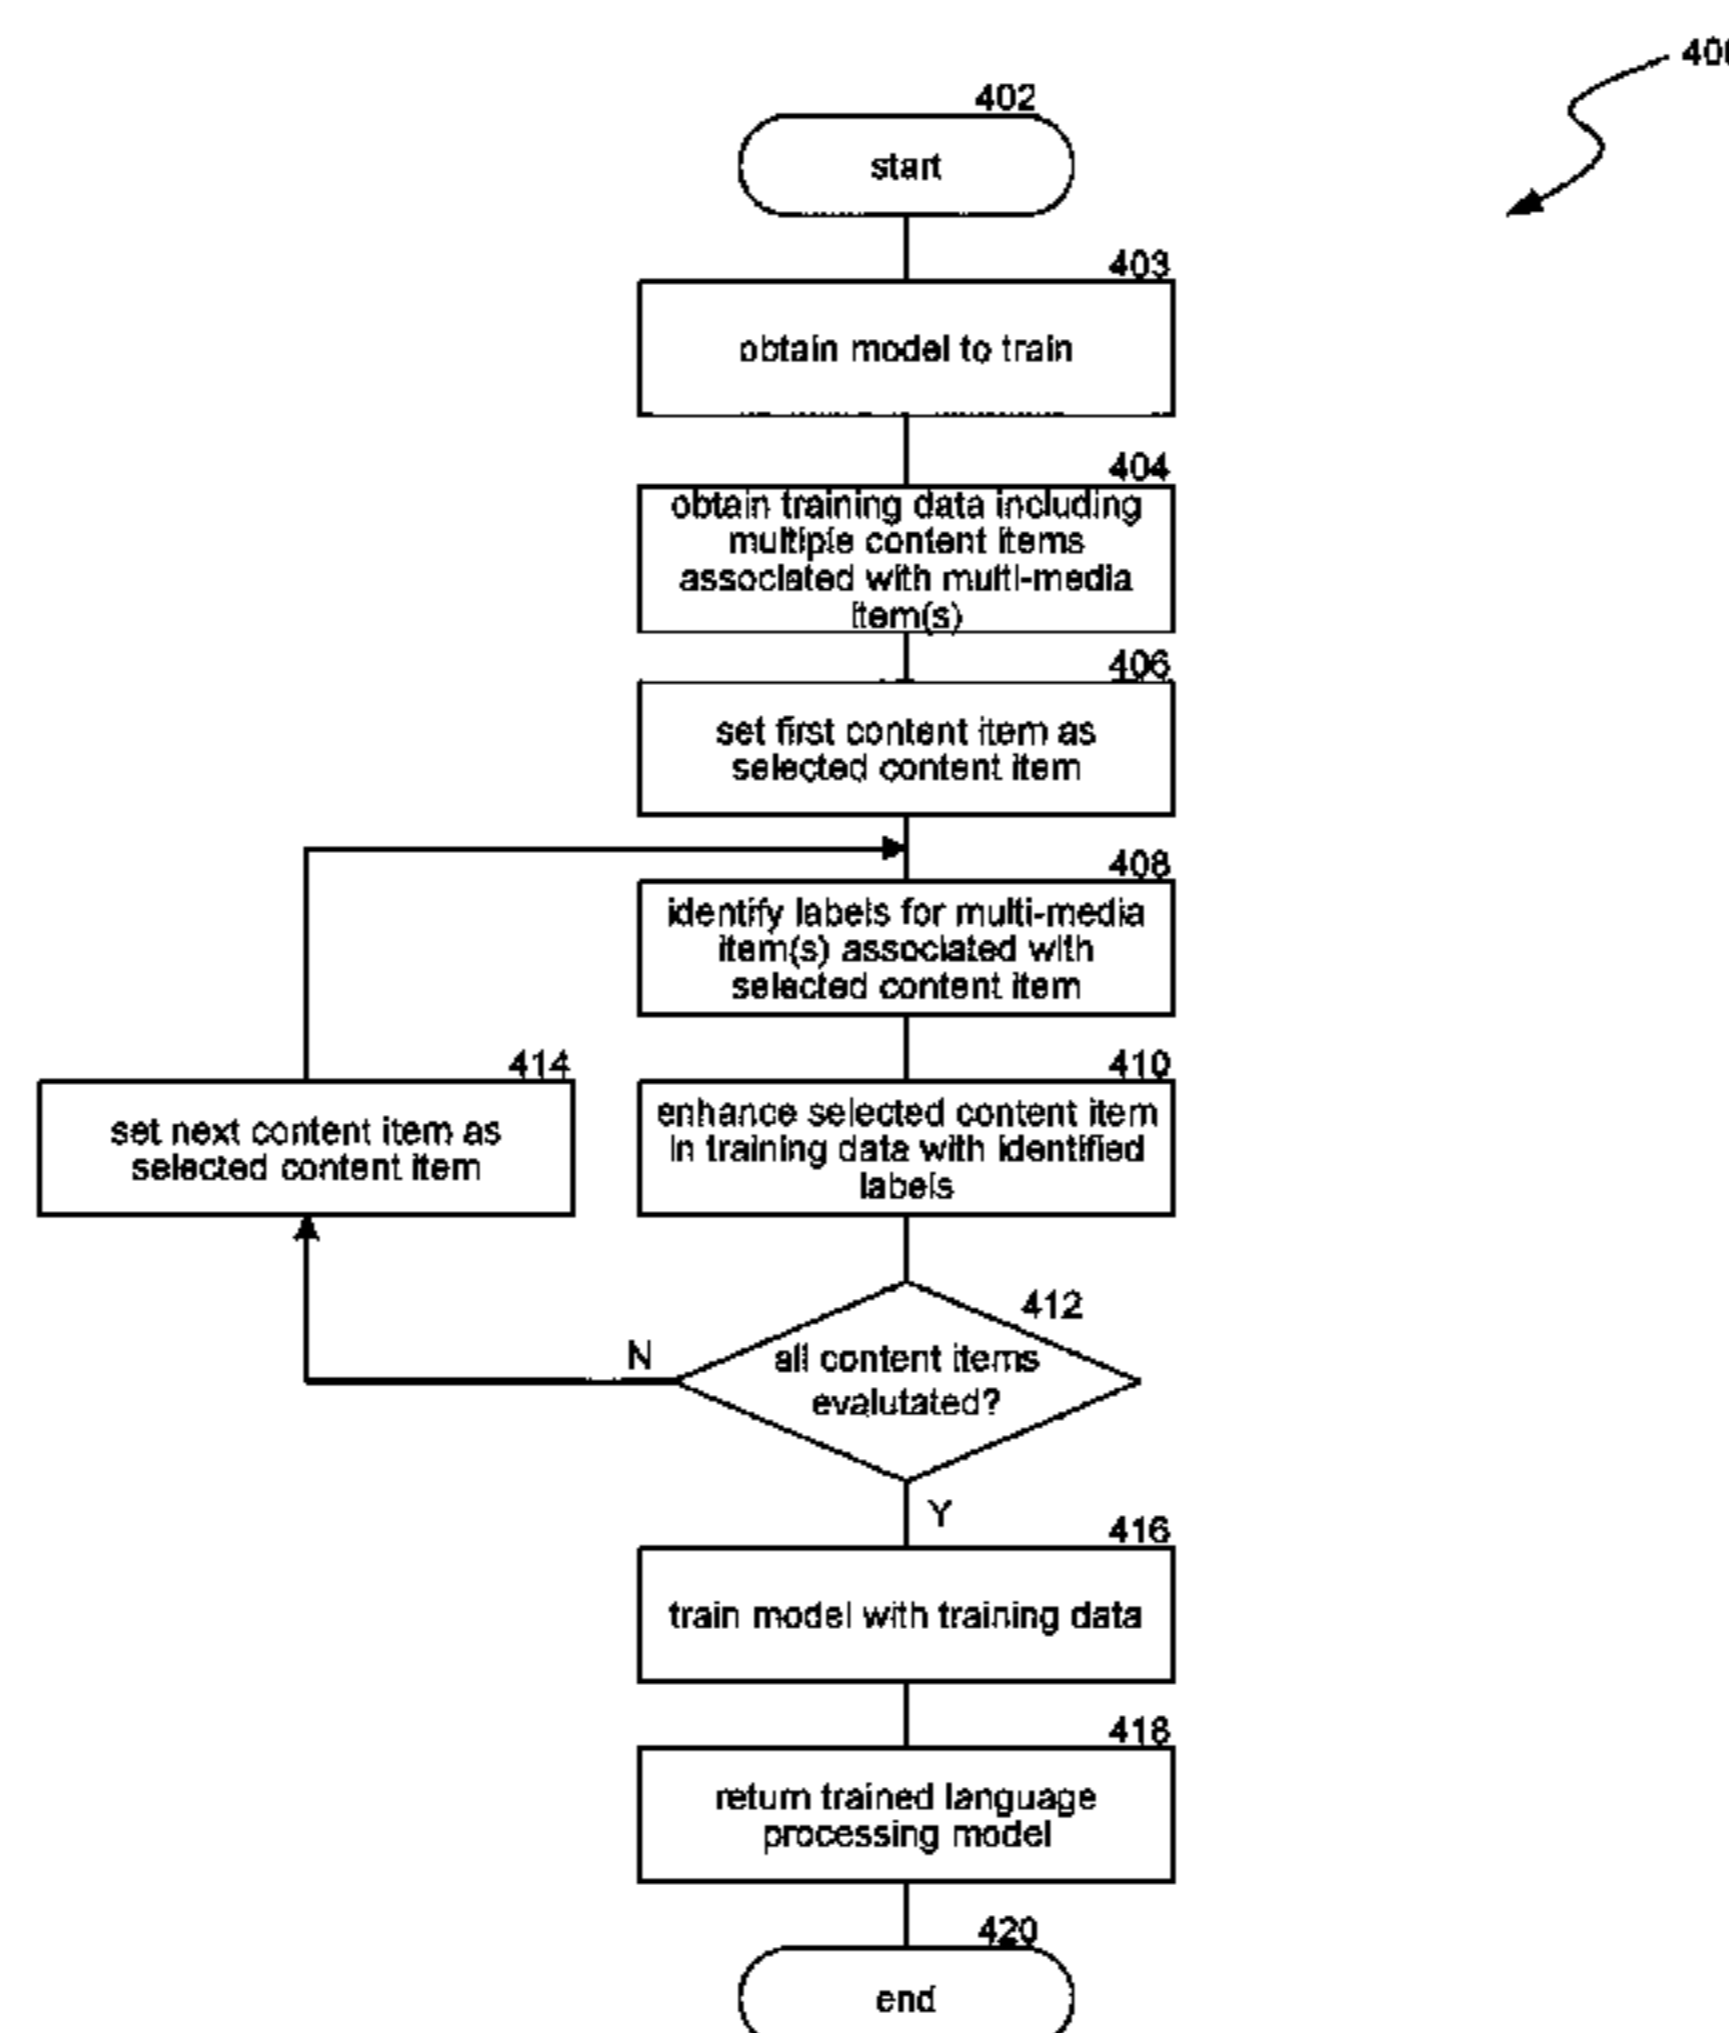 400
402
start
403
obtain model to train
404
obtain training data including
multiple content items
associated with multi-media
item(s)
406
set first content item as
selected content item
408
identify labels for multi-media
item(s) associated with
selected content item
414
set next content item as
selected content item
410
enhance selected content item
in training data with identified
labels
412
N
all content items
evalutated?
Y
416
train model with training data
418
return trained language
processing model
420
end